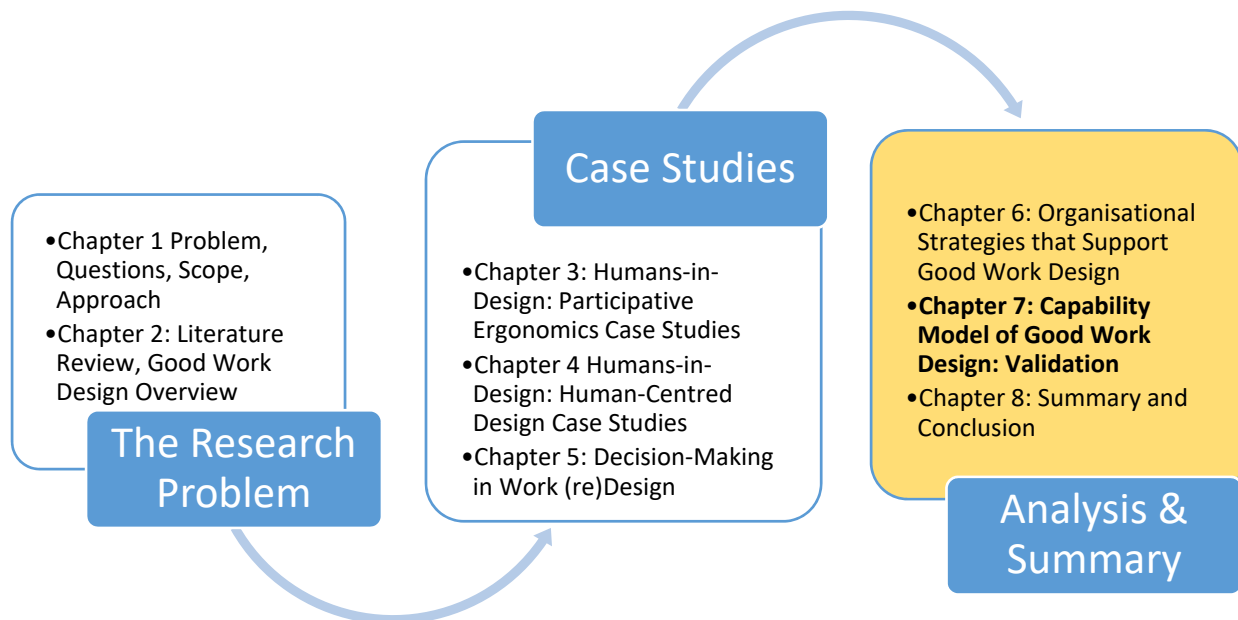 •Chapter 1 Problem,
Questions, Scope,
Approach
•Chapter 2: Literature
Review, Good Work
Design Overview
The Research
Problem
Case Studies
•Chapter 3: Humans-in-
Design: Participative
Ergonomics Case Studies
•Chapter 4 Humans-in-
Design: Human-Centred
Design Case Studies
•Chapter 5: Decision-Making
in Work (re)Design
•Chapter 6: Organisational
Strategies that Support
Good Work Design
•Chapter 7: Capability
Model of Good Work
Design: Validation
•Chapter 8: Summary and
Conclusion
Analysis &
Summary